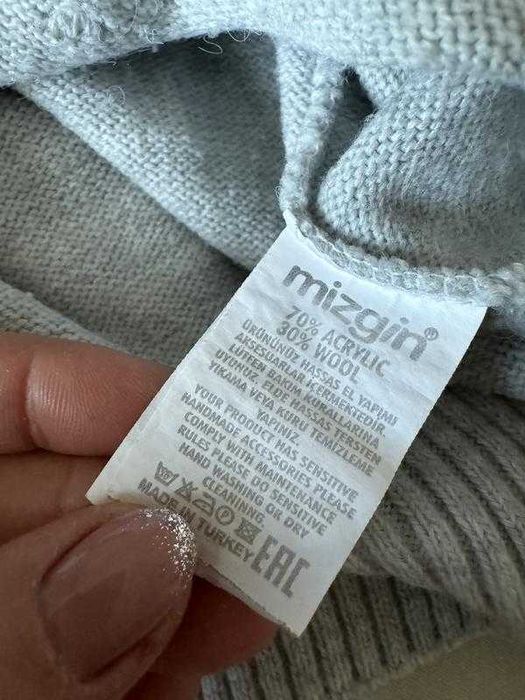 mizgin®
70% ACRYLIC
30% WOOL
ÜRÜNÜNÜZ HASSAS EL YAPIMI
AKSESUARLAR İÇERMEKTEDİR.
LÜTFEN BAKIM KURALLARINA
UYUNUZ. ELDE HASSAS TERSTEN
YIKAMA VEYA KURU TEMİZLEME
YAPINIZ.
YOUR PRODUCT HAS SENSITIVE
HANDMADE ACCESSORIES PLEASE
COMPLY WITH MAINTENANCE
RULES PLEASE DO SENSITIVE
HAND WASHING OR DRY
CLEANINNG.
MADE IN TURKEY
EAC